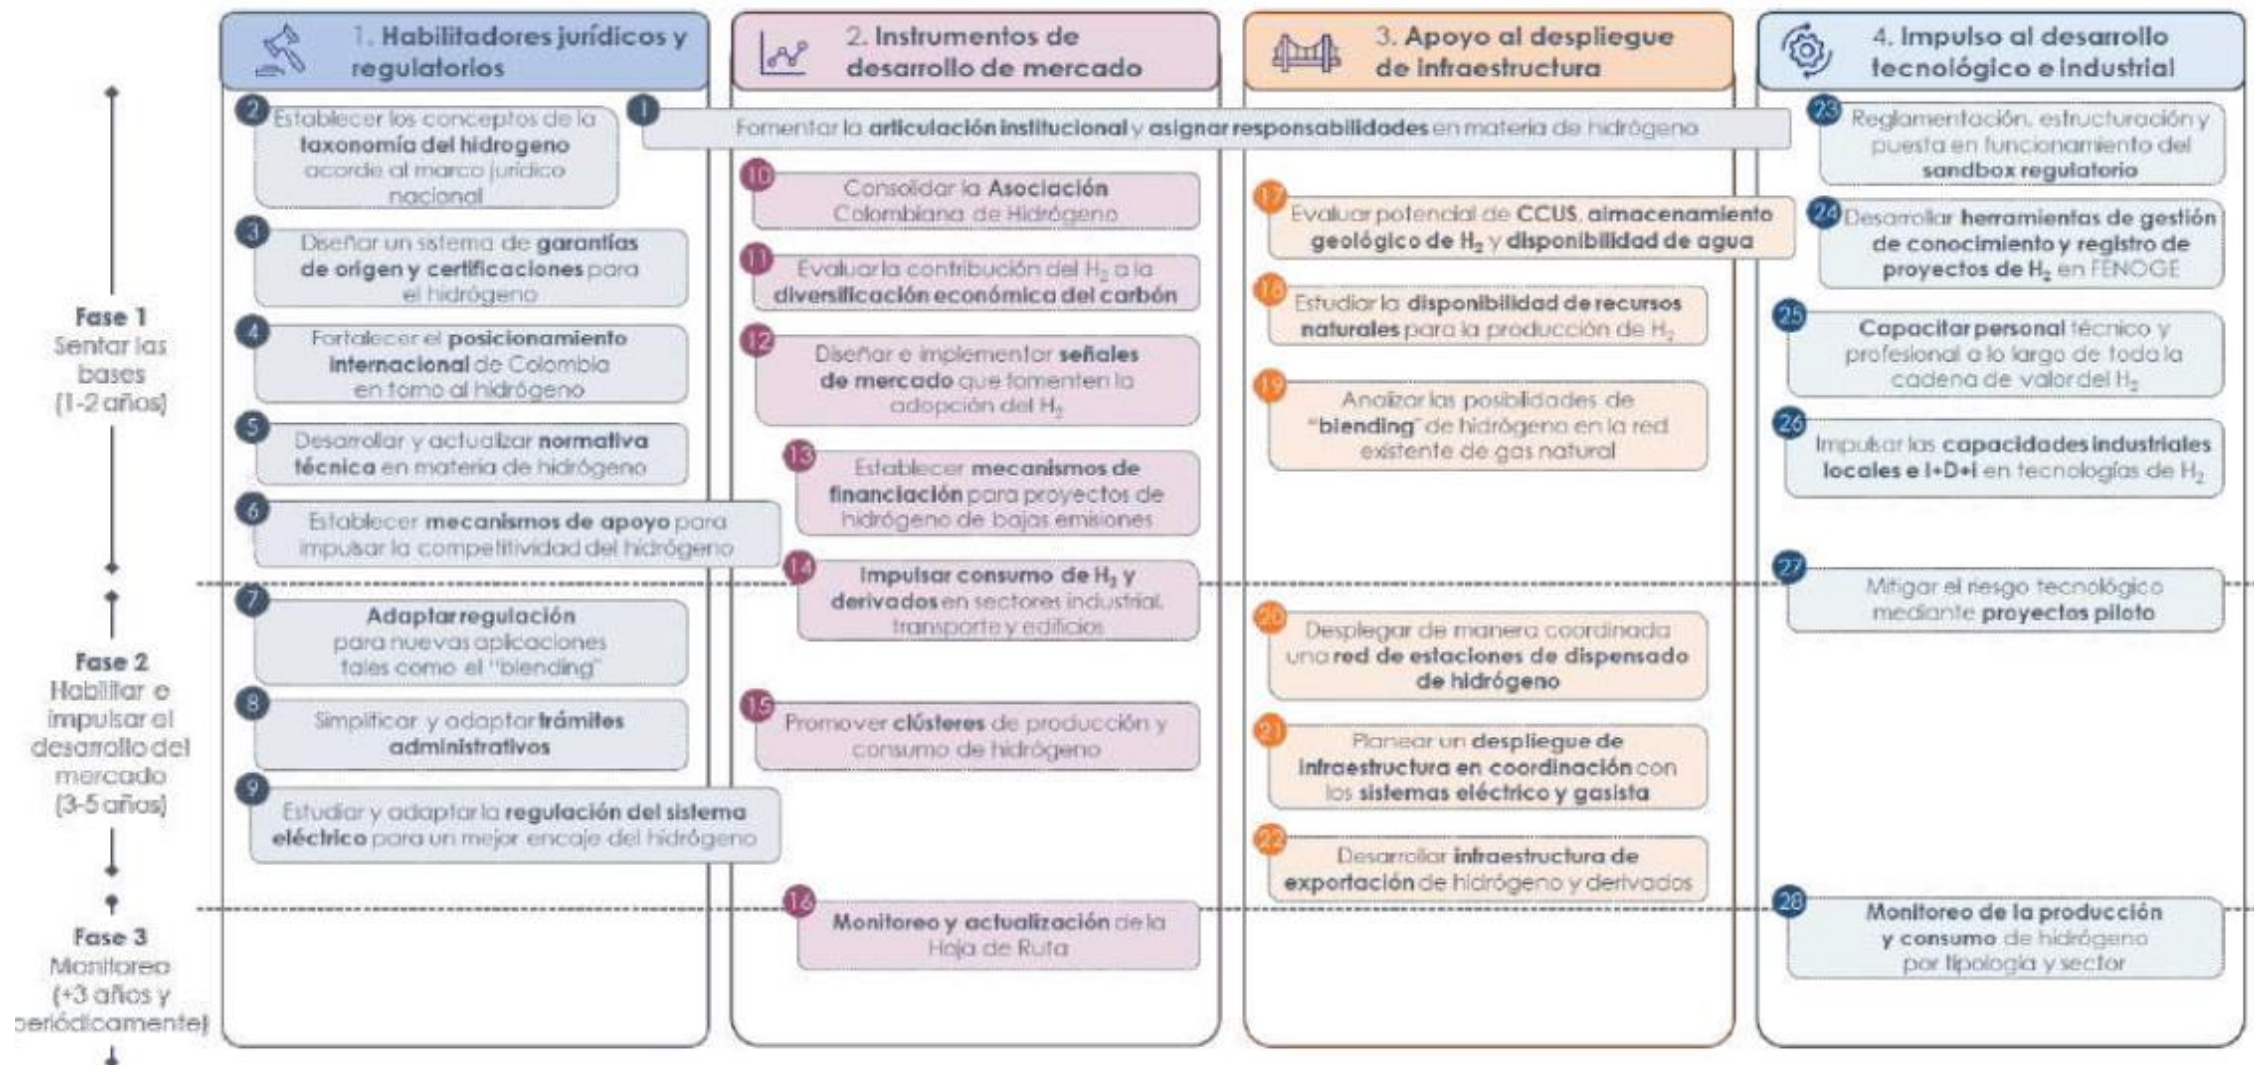 1. Habilitadores jurídicos y
regulatorios
2. Instrumentos de
desarrollo de mercado
3. Apoyo al despliegue
de infraestructura
4. Impulso al desarrollo
tecnológico e industrial
Fase 1
Sentar las
bases
(1-2 años)
Fase 2
Habilitar e
impulsar el
desarrollo del
mercado
(3-5 años)
Fase 3
Monitoreo
(+3 años y
periódicamente)
1
Fomentar la articulación institucional y asignar responsabilidades en materia de hidrógeno
2
Establecer los conceptos de la
taxonomía del hidrogeno
acorde al marco jurídico
nacional
3
Diseñar un sistema de garantías
de origen y certificaciones para
el hidrógeno
4
Fortalecer el posicionamiento
internacional de Colombia
en torno al hidrógeno
5
Desarrollar y actualizar normativa
técnica en materia de hidrógeno
6
Establecer mecanismos de apoyo para
impulsar la competitividad del hidrógeno
7
Adaptar regulación
para nuevas aplicaciones
tales como el "blending"
8
Simplificar y adaptar trámites
administrativos
9
Estudiar y adaptar la regulación del sistema
eléctrico para un mejor encaje del hidrógeno
10
Consolidar la Asociación
Colombiana de Hidrógeno
11
Evaluar la contribución del H₂ a la
diversificación económica del carbón
12
Diseñar e implementar señales
de mercado que fomenten la
adopción del H₂
13
Establecer mecanismos de
financiación para proyectos de
hidrógeno de bajas emisiones
14
Impulsar consumo de H₂ y
derivados en sectores industrial,
transporte y edificios
15
Promover clústeres de producción y
consumo de hidrógeno
16
Monitoreo y actualización de la
Hoja de Ruta
17
Evaluar potencial de CCUS, almacenamiento
geológico de H₂ y disponibilidad de agua
18
Estudiar la disponibilidad de recursos
naturales para la producción de H₂
19
Analizar las posibilidades de
"blending" de hidrógeno en la red
existente de gas natural
20
Desplegar de manera coordinada
una red de estaciones de dispensado
de hidrógeno
21
Planear un despliegue de
infraestructura en coordinación con
los sistemas eléctrico y gasista
22
Desarrollar infraestructura de
exportación de hidrógeno y derivados
23
Reglamentación, estructuración y
puesta en funcionamiento del
sandbox regulatorio
24
Desarrollar herramientas de gestión
de conocimiento y registro de
proyectos de H₂ en FENOGE
25
Capacitar personal técnico y
profesional a lo largo de toda la
cadena de valor del H₂
26
Impulsar las capacidades industriales
locales e I+D+i en tecnologías de H₂
27
Mitigar el riesgo tecnológico
mediante proyectos piloto
28
Monitoreo de la producción
y consumo de hidrógeno
por tipología y sector